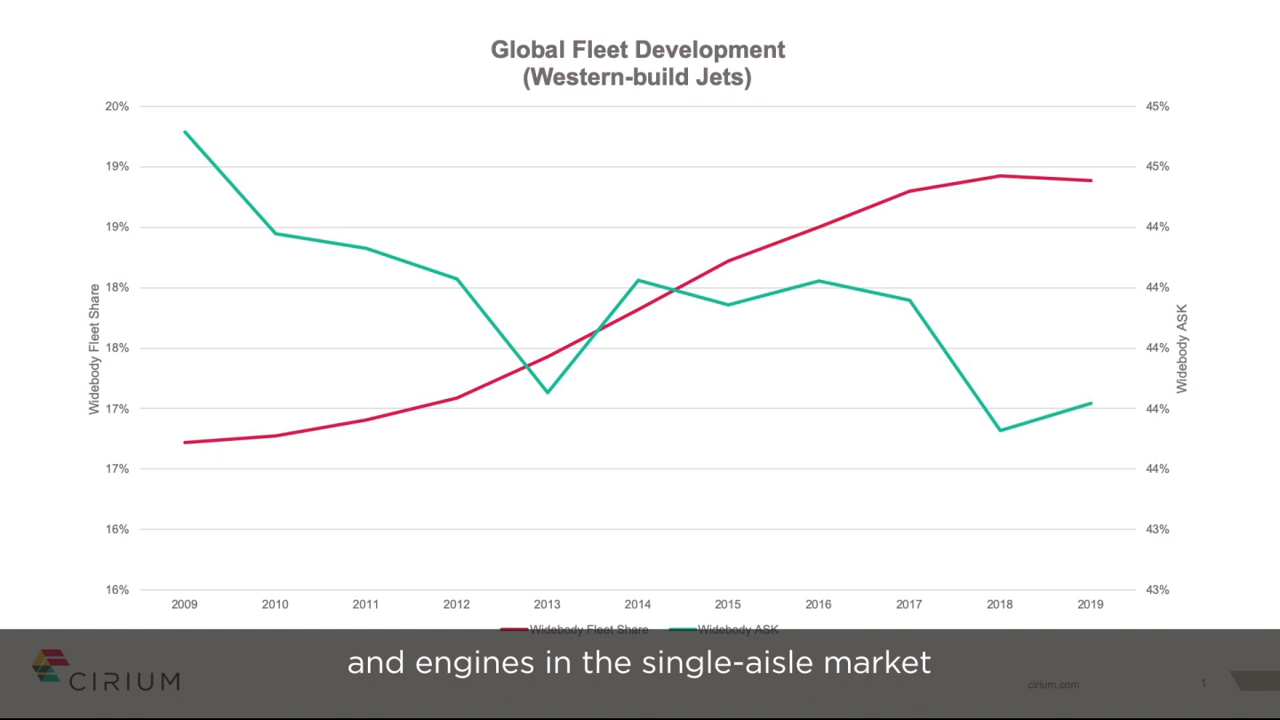 Global Fleet Development
(Western-build Jets)
20%
19%
19%
18%
18%
17%
17%
16%
16%
Widebody Fleet Share
45%
45%
44%
44%
44%
44%
44%
43%
43%
Widebody ASK
2009 2010 2011 2012 2013 2014 2015 2016 2017 2018 2019
Widebody Fleet Share Widebody ASK
and engines in the single-aisle market
CIRIUM
cirium.com
1